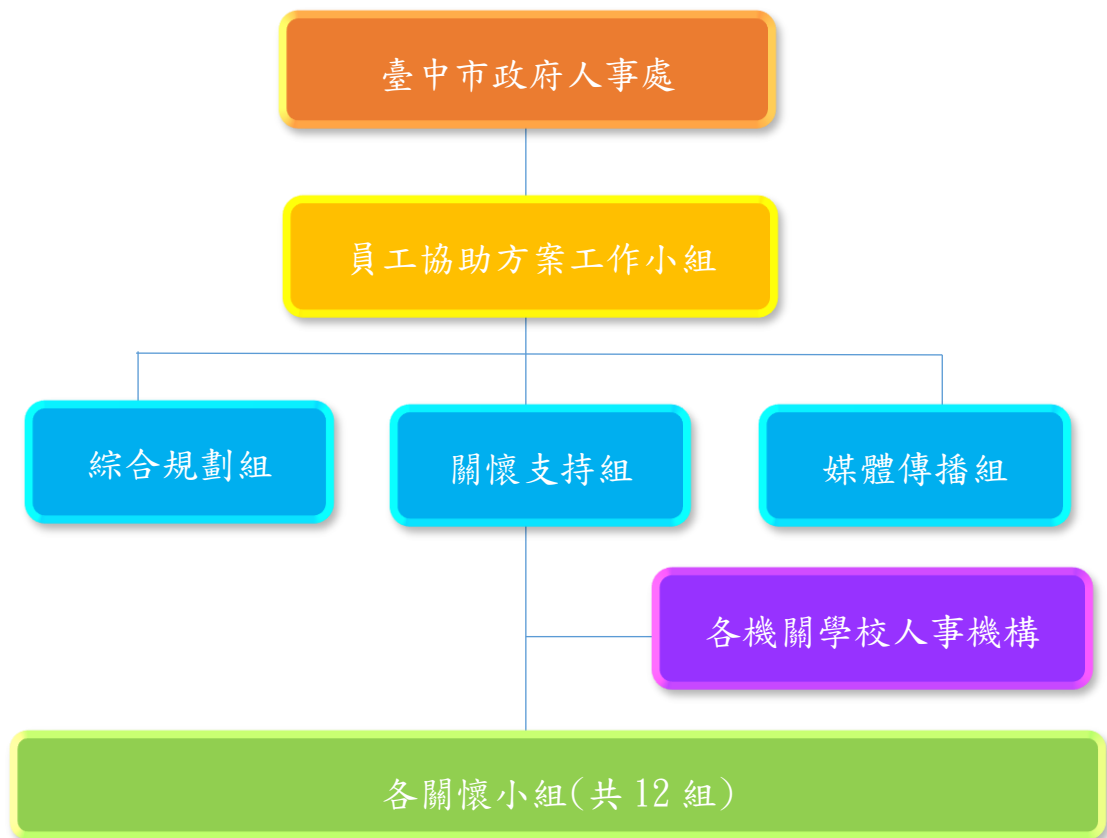 臺中市政府人事處
員工協助方案工作小組
綜合規劃組
關懷支持組
媒體傳播組
各機關學校人事機構
各關懷小組(共 12 組)